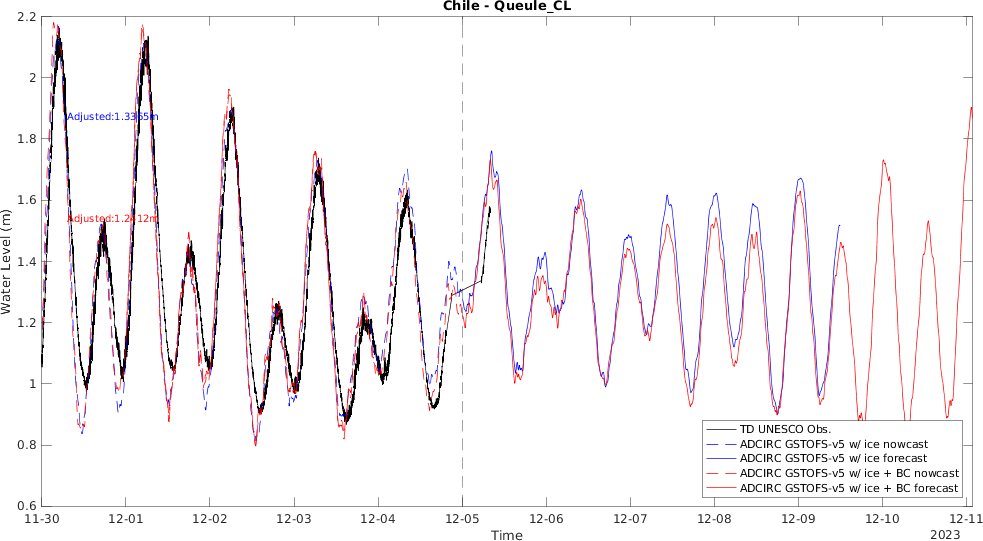 Chile - Queule_CL
2.2
2
1.8
1.6
1.4
1.2
1
0.8
0.6
Water Level (m)
Adjusted:1.3365m
Adjusted:1.2412m
TD UNESCO Obs.
ADCIRC GSTOFS-v5 w/ ice nowcast
ADCIRC GSTOFS-v5 w/ ice forecast
ADCIRC GSTOFS-v5 w/ ice + BC nowcast
ADCIRC GSTOFS-v5 w/ ice + BC forecast
11-30 12-01 12-02 12-03 12-04 12-05 12-06 12-07 12-08 12-09 12-10 12-11
Time
2023